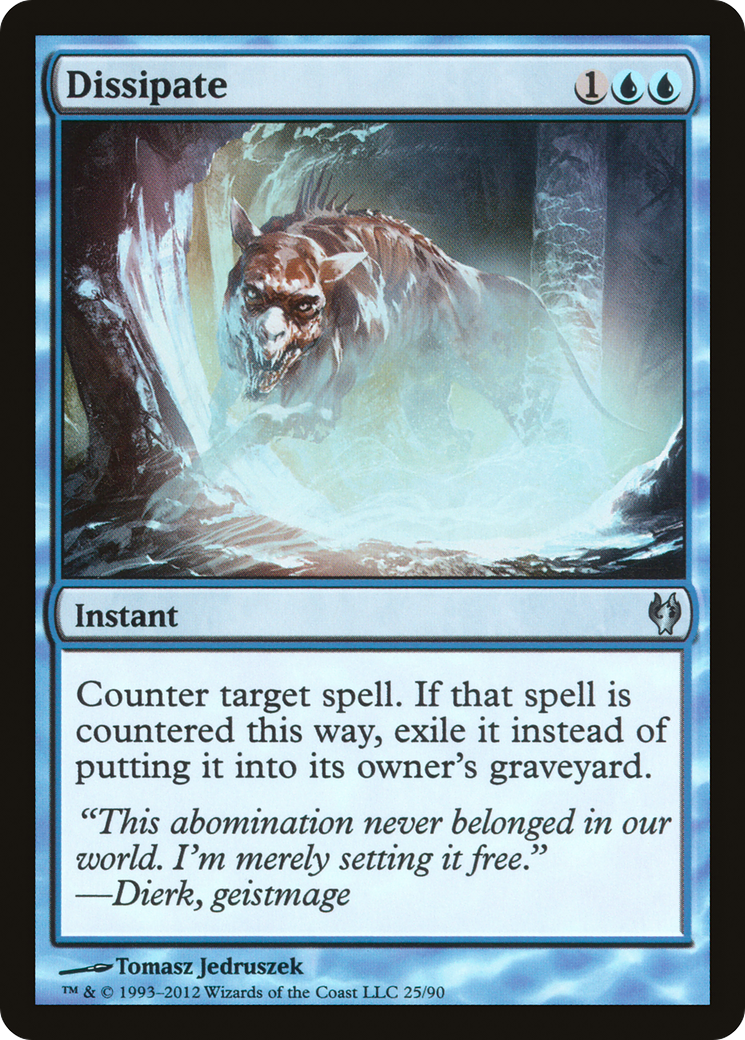 Dissipate 1
Instant
Counter target spell. If that spell is
countered this way, exile it instead of
putting it into its owner's graveyard.
“This abomination never belonged in our
world. I'm merely setting it free.”
—Dierk, geistmage
Tomasz Jedruszek
™ & © 1993–2012 Wizards of the Coast LLC 25/90